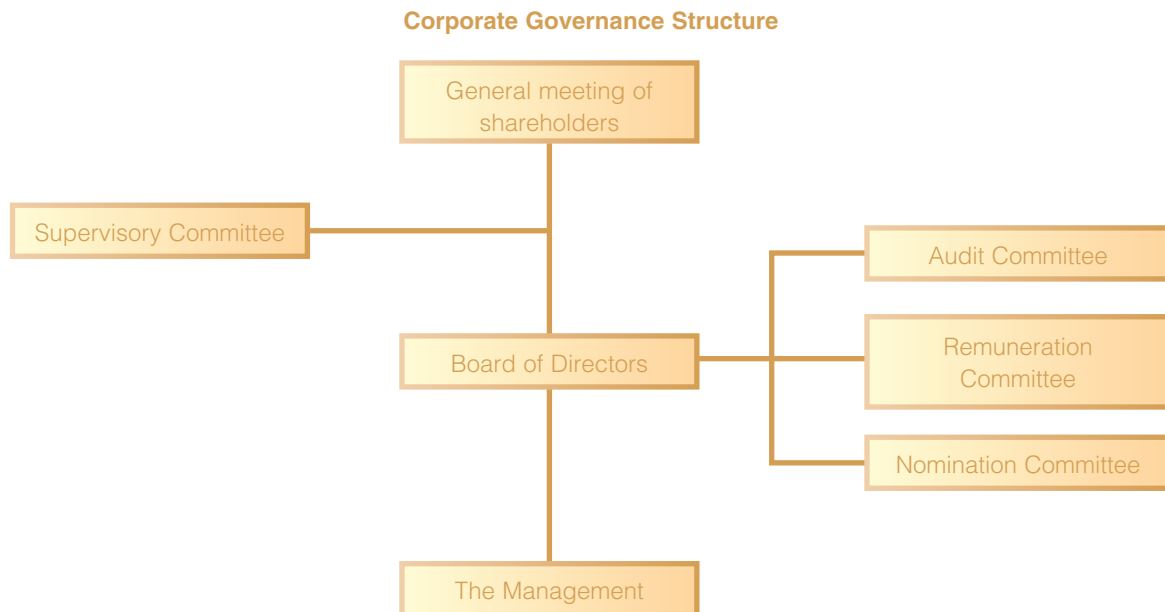 Corporate Governance Structure
General meeting of
shareholders
Supervisory Committee
Audit Committee
Board of Directors
Remuneration
Committee
Nomination Committee
The Management